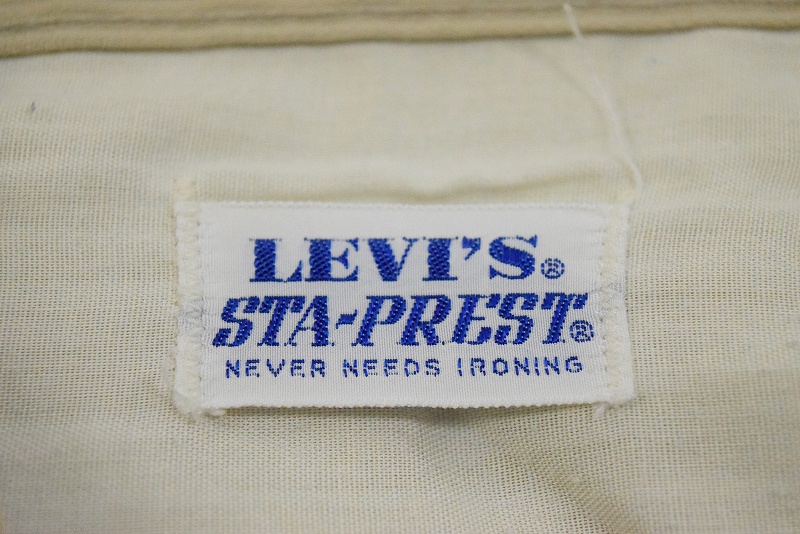 LEVI'S®
STA-PREST®
NEVER NEEDS IRONING